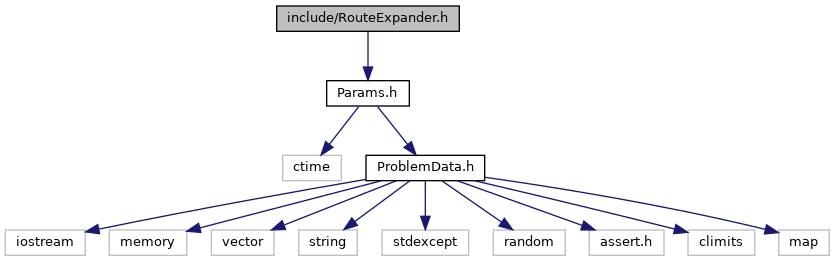 include/RouteExpander.h
Params.h
ctime
ProblemData.h
iostream
memory
vector
string
stdexcept
random
assert.h
climits
map